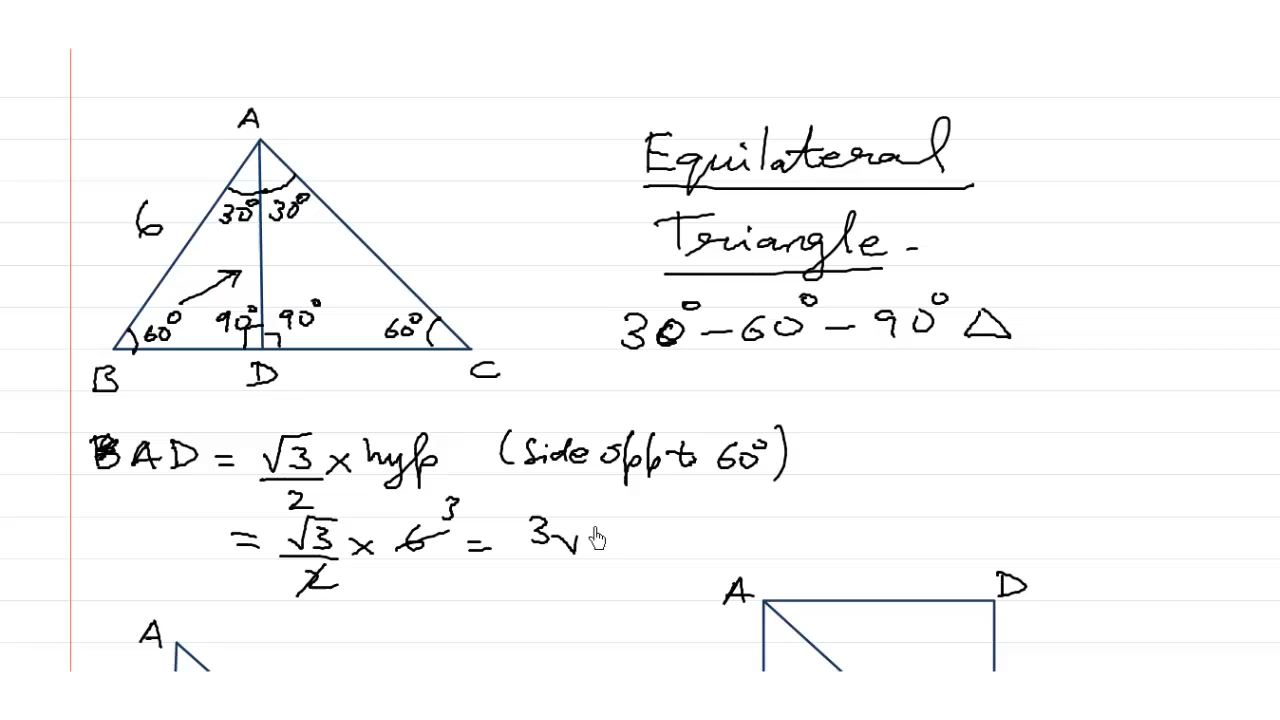 A
Equilateral
6
30° 30°
Triangle -
60° 90° 90° 60°
30° - 60° - 90° △
B D C
AD = √3/2 × hyp (side opp to 60°)
= √3/2 × 6 3 = 3√
A D
A